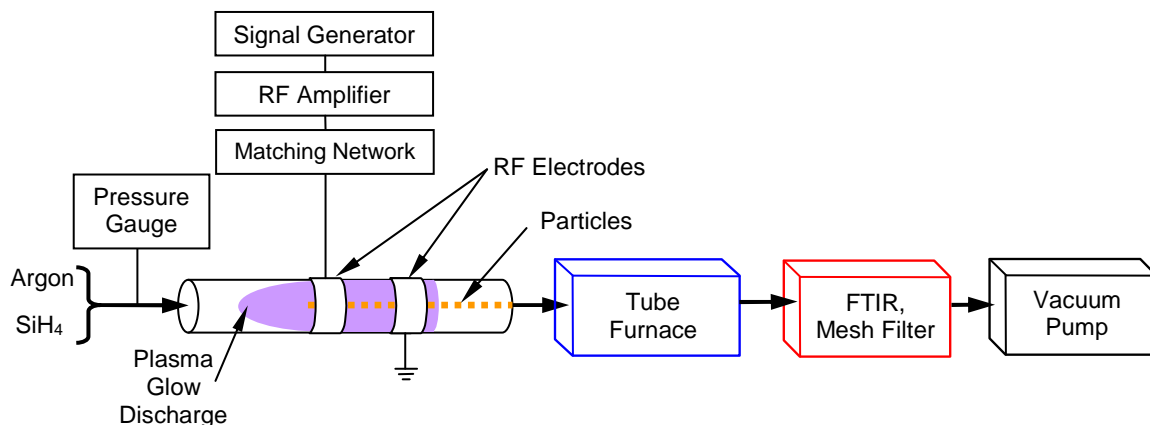 Signal Generator
RF Amplifier
Matching Network
RF Electrodes
Pressure
Gauge
Particles
Argon
SiH₄
Tube
Furnace
FTIR,
Mesh Filter
Vacuum
Pump
Plasma
Glow
Discharge